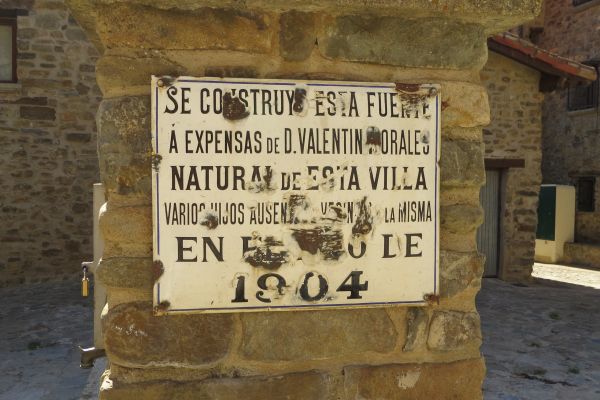 SE CONSTRUYO ESTA FUENTE
Á EXPENSAS DE D. VALENTIN MORALES
NATURAL DE ESTA VILLA
VARIOS HIJOS LA MISMA
EN DE
1904